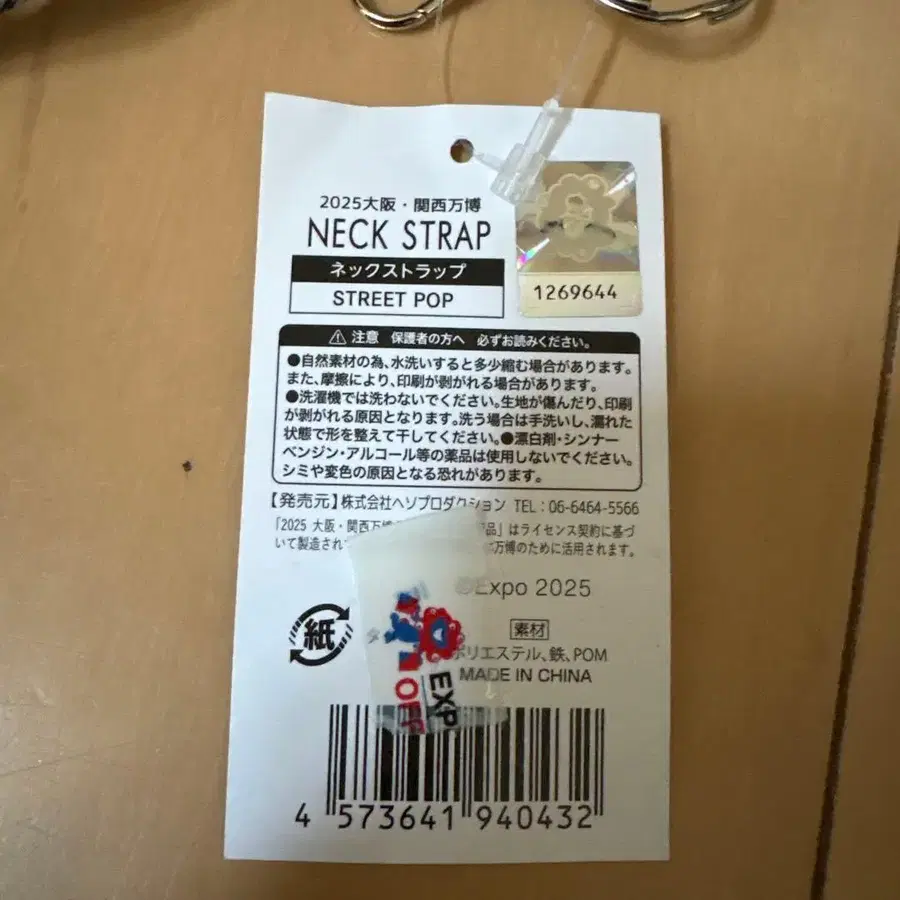 2025大阪・関西万博
NECK STRAP
ネックストラップ
STREET POP
1269644
注意 保護者の方へ 必ずお読みください。
●自然素材の為、水洗いすると多少縮む場合があります。
また、摩擦により、印刷が剥がれる場合があります。
●洗濯機では洗わないでください。生地が傷んだり、印刷
が剥がれる原因となります。洗う場合は手洗いし、濡れた
状態で形を整えて干してください。●漂白剤・シンナー
ベンジン・アルコール等の薬品は使用しないでください。
シミや変色の原因となる恐れがあります。
【発売元】株式会社ヘソプロダクション TEL：06-6464-5566
「2025 大阪・関西万博 品」はライセンス契約に基づ
いて製造され 万博のために活用されます。
©Expo 2025
紙
素材
ポリエステル、鉄、POM
MADE IN CHINA
EXP
OFF
4 573641 940432